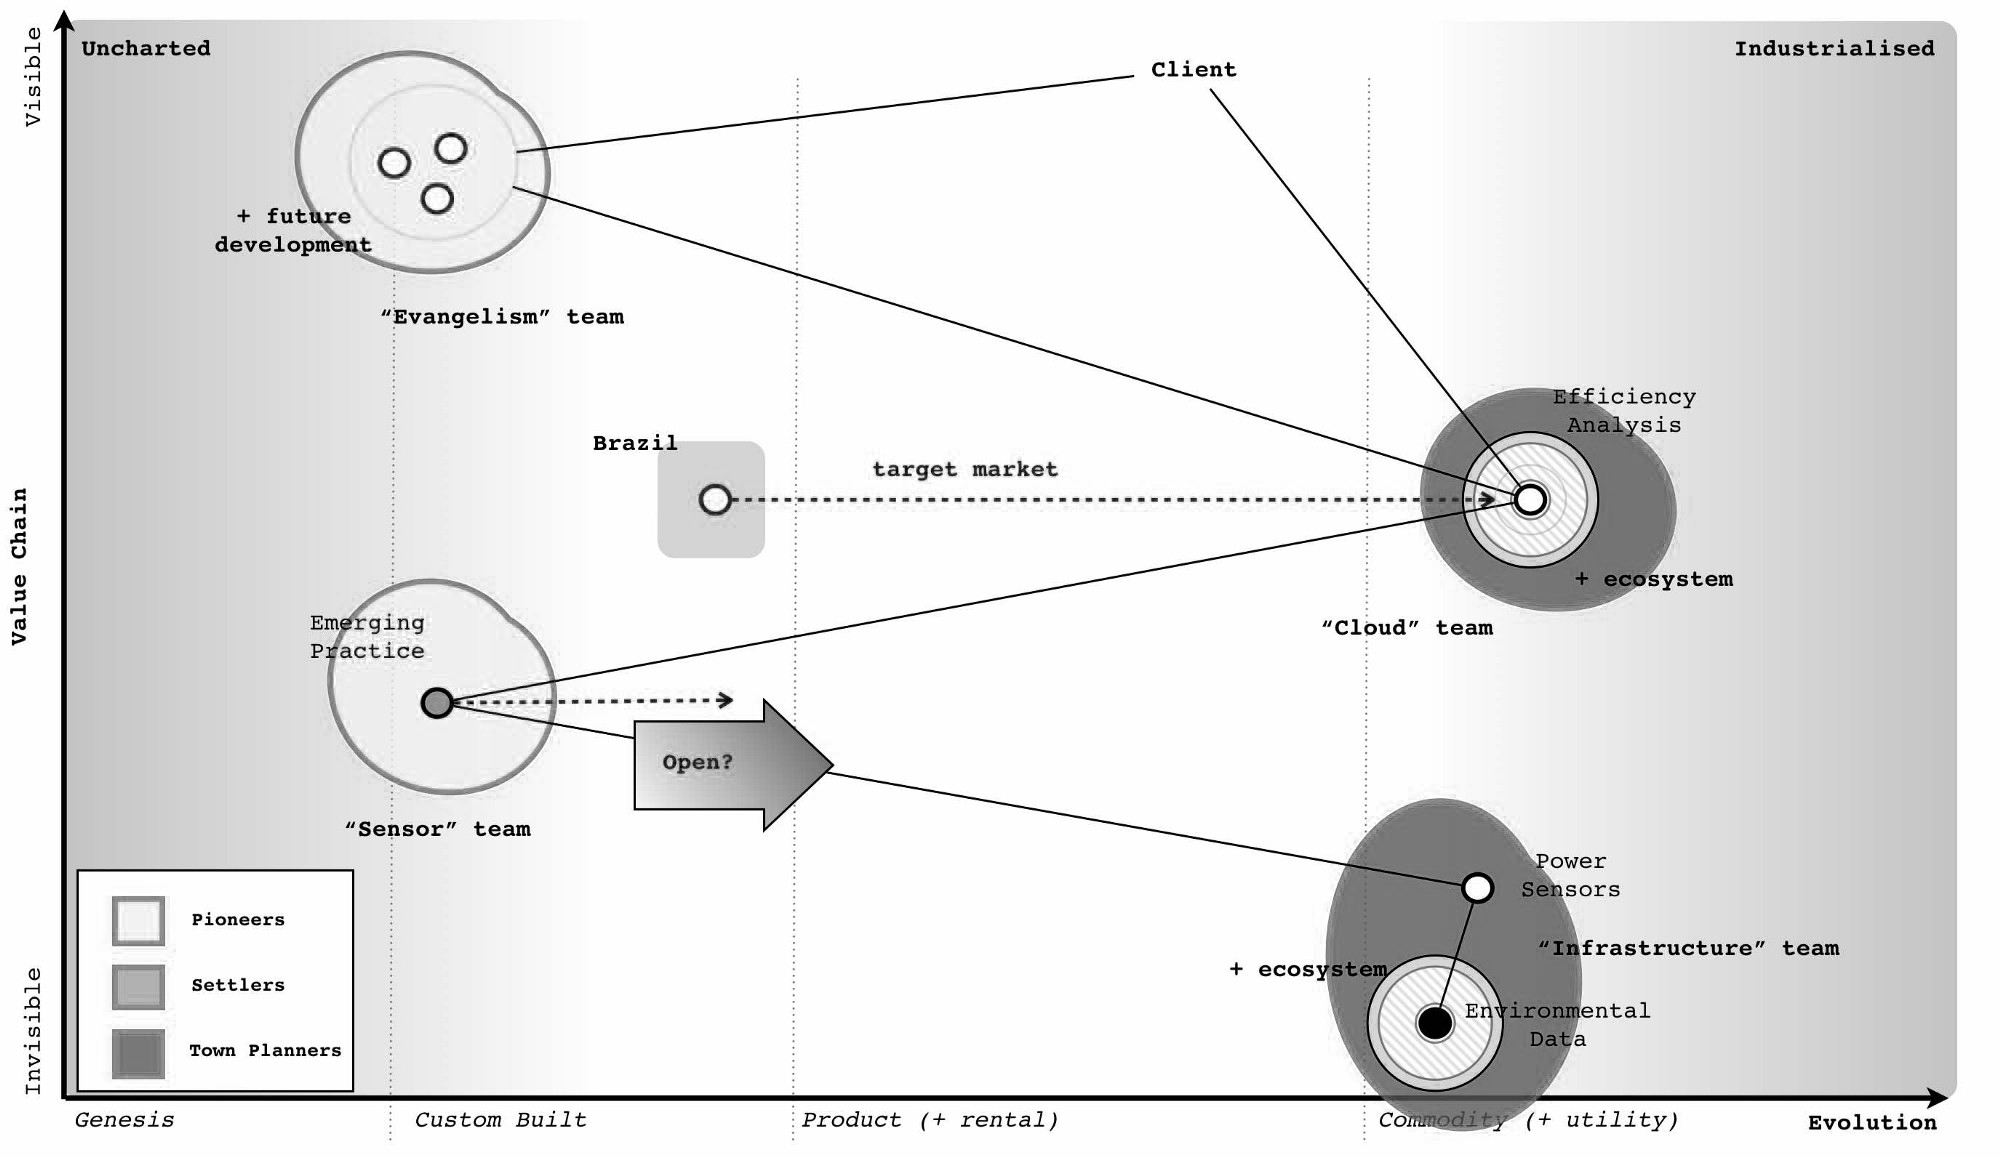 Visible
Uncharted
Client
Industrialised
+ future
development
“Evangelism” team
Efficiency
Analysis
Brazil
target market
+ ecosystem
“Cloud” team
Value Chain
Emerging
Practice
Open?
“Sensor” team
Power
Sensors
“Infrastructure” team
+ ecosystem
Environmental
Data
Pioneers
Settlers
Town Planners
Invisible
Genesis
Custom Built
Product (+ rental)
Commodity (+ utility)
Evolution